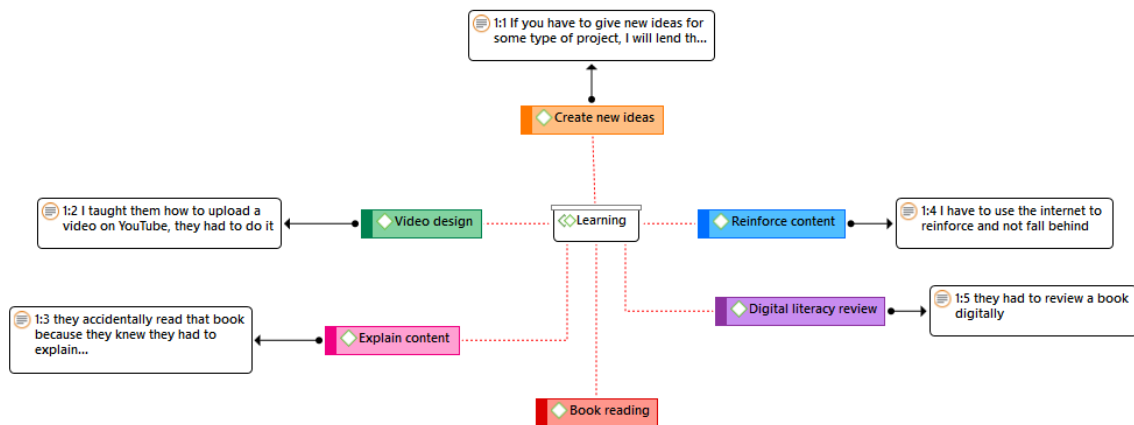 1:1 If you have to give new ideas for
some type of project, I will lend th...
Create new ideas
1:2 I taught them how to upload a
video on YouTube, they had to do it
Video design
Learning
Reinforce content
1:4 I have to use the internet to
reinforce and not fall behind
1:3 they accidentally read that book
because they knew they had to
explain...
Explain content
Digital literacy review
1:5 they had to review a book
digitally
Book reading